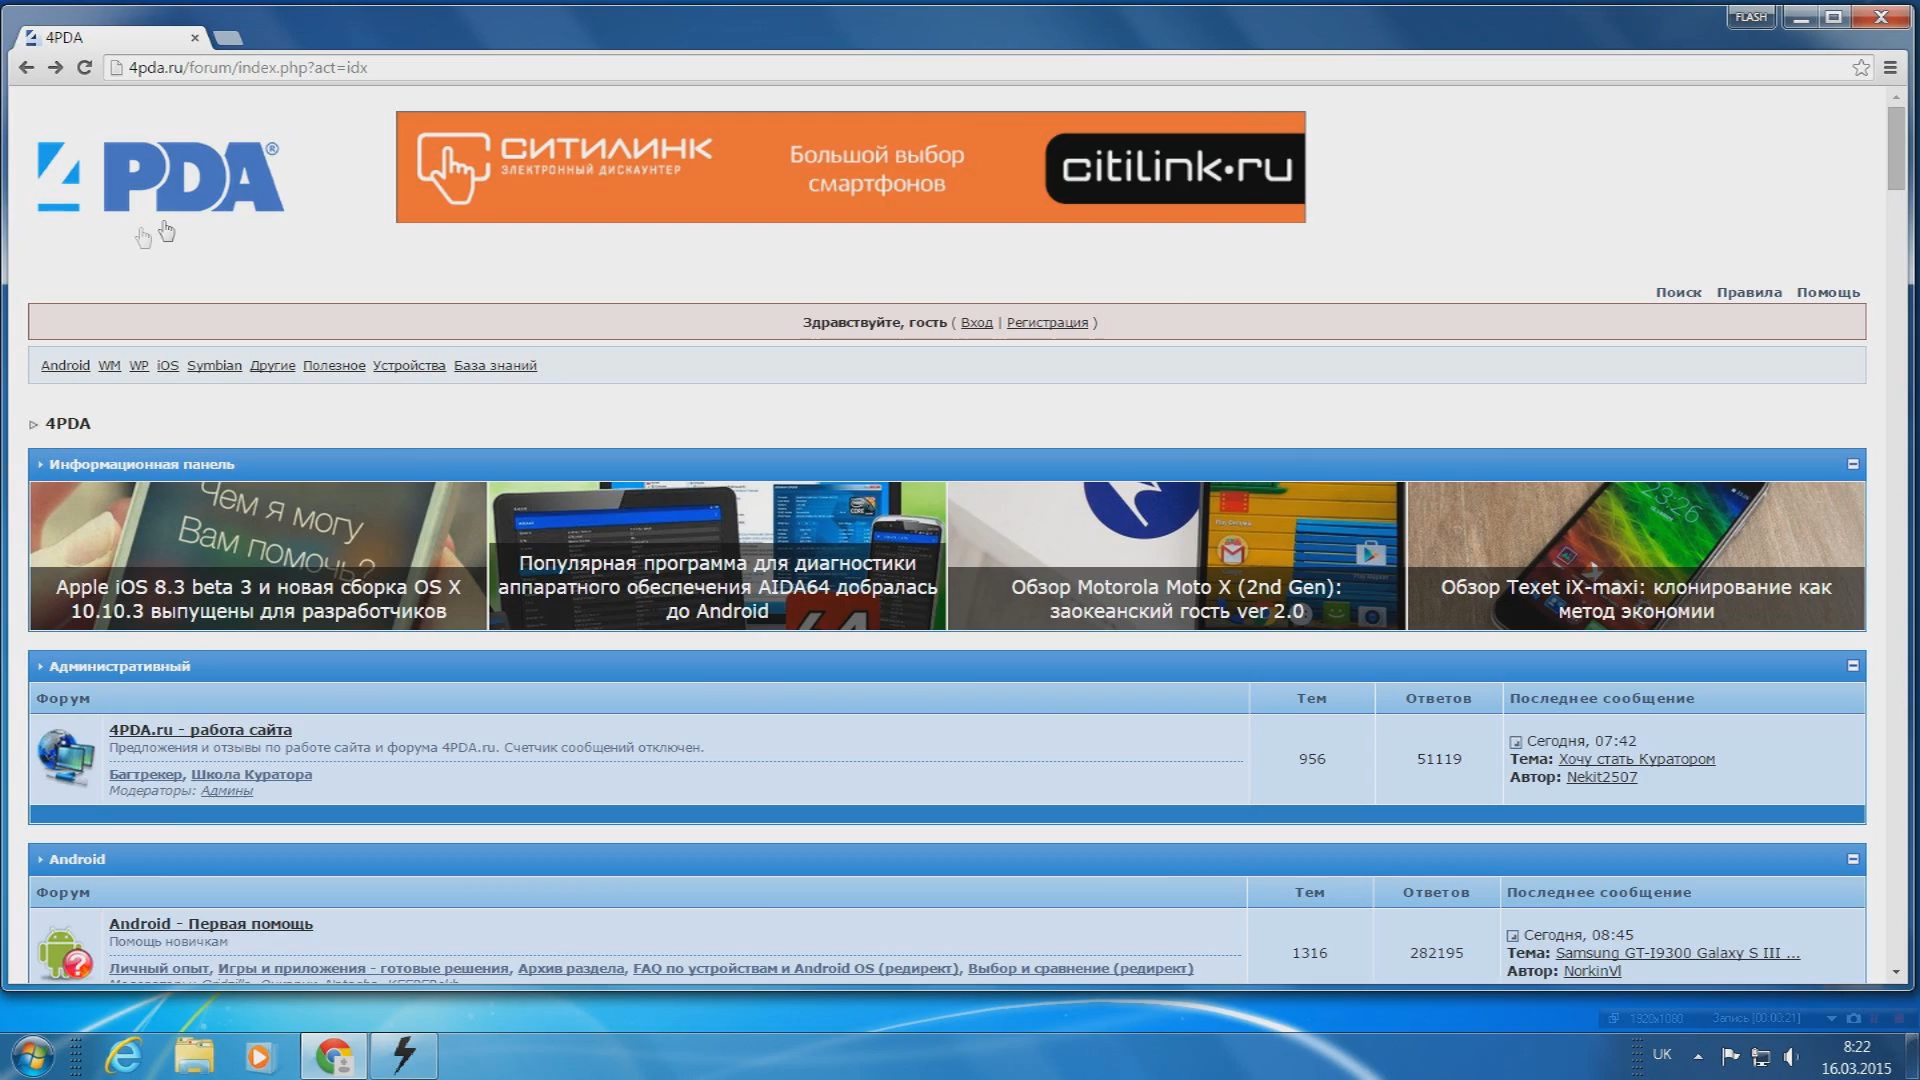 FLASH
4PDA
4pda.ru/forum/index.php?act=idx
4PDA®
СИТИЛИНК
ЭЛЕКТРОННЫЙ ДИСКАУНТЕР
Большой выбор
смартфонов
citilink.ru
Поиск Правила Помощь
Здравствуйте, гость ( Вход | Регистрация )
Android WM WP iOS Symbian Другие Полезное Устройства База знаний
4PDA
Информационная панель
Чем я могу
Вам помочь?
Apple iOS 8.3 beta 3 и новая сборка OS X
10.10.3 выпущены для разработчиков
Популярная программа для диагностики
аппаратного обеспечения AIDA64 добралась
до Android
64
Обзор Motorola Moto X (2nd Gen):
заокеанский гость ver 2.0
23:26
Обзор Texet iX-maxi: клонирование как
метод экономии
Административный
Форум Тем Ответов Последнее сообщение
4PDA.ru - работа сайта
Предложения и отзывы по работе сайта и форума 4PDA.ru. Счетчик сообщений отключен.
Багтрекер, Школа Куратора
Модераторы: Админы
956
51119
Сегодня, 07:42
Тема: Хочу стать Куратором
Автор: Nekit2507
Android
Форум Тем Ответов Последнее сообщение
Android - Первая помощь
Помощь новичкам
Личный опыт, Игры и приложения - готовые решения, Архив раздела, FAQ по устройствам и Android OS (редирект), Выбор и сравнение (редирект)
1316
282195
Сегодня, 08:45
Тема: Samsung GT-I9300 Galaxy S III ...
Автор: NorkinVl
1920x1080 Запись [00:00:21]
UK
8:22
16.03.2015